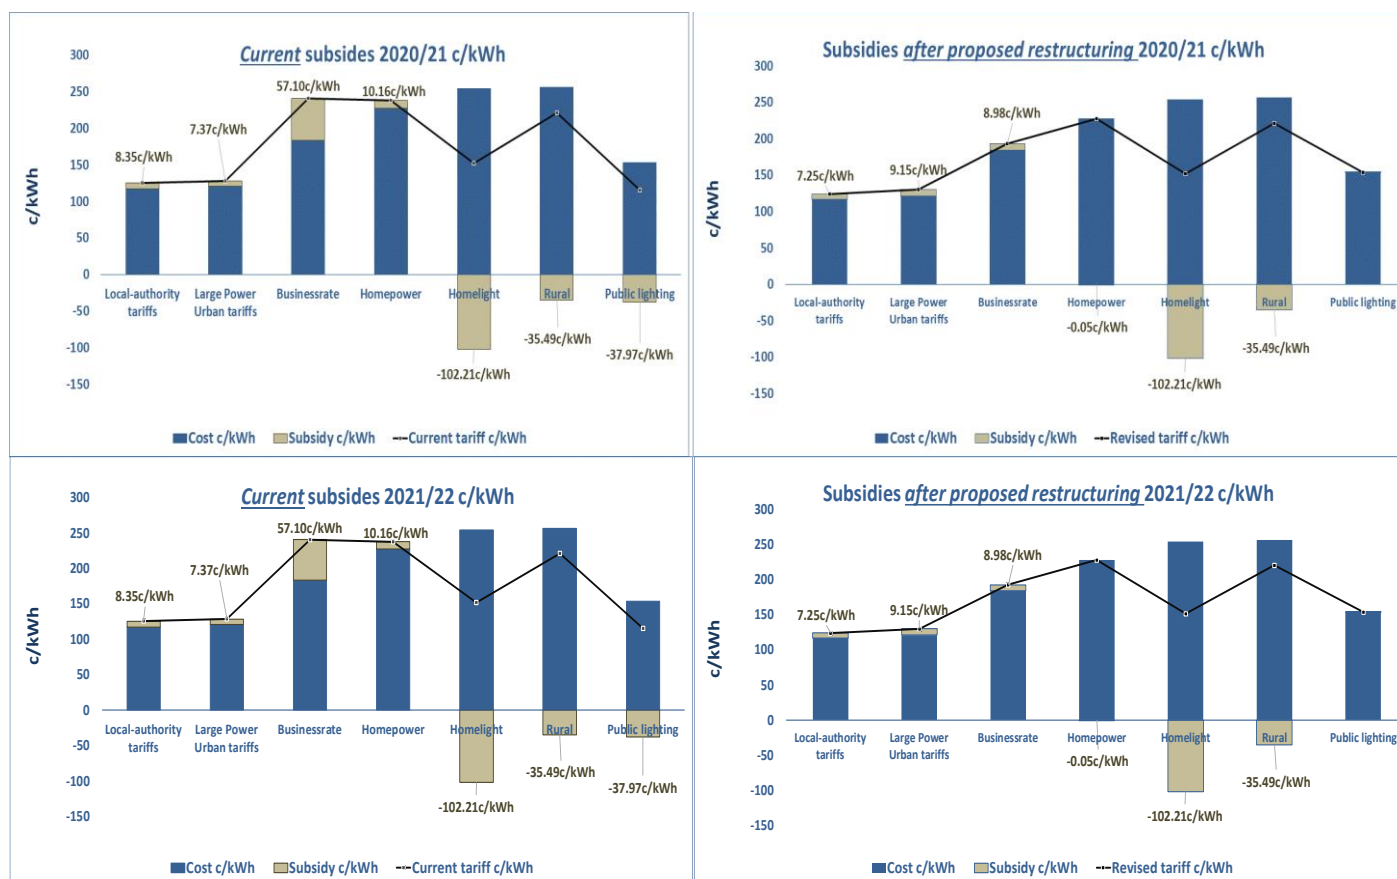 Current subsides 2020/21 c/kWh
300
250
200
150
100
50
0
-50
-100
-150
c/kWh
8.35c/kWh
7.37c/kWh
57.10c/kWh
10.16c/kWh
-102.21c/kWh
-35.49c/kWh
-37.97c/kWh
Local-authority
tariffs
Large Power
Urban tariffs
Businessrate
Homepower
Homelight
Rural
Public lighting
Cost c/kWh
Subsidy c/kWh
Current tariff c/kWh
Subsidies after proposed restructuring 2020/21 c/kWh
300
250
200
150
100
50
0
-50
-100
-150
c/kWh
7.25c/kWh
9.15c/kWh
8.98c/kWh
-0.05c/kWh
-102.21c/kWh
-35.49c/kWh
Local-authority
tariffs
Large Power
Urban tariffs
Businessrate
Homepower
Homelight
Rural
Public lighting
Cost c/kWh
Subsidy c/kWh
Revised tariff c/kWh
Current subsides 2021/22 c/kWh
300
250
200
150
100
50
0
-50
-100
-150
c/kWh
8.35c/kWh
7.37c/kWh
57.10c/kWh
10.16c/kWh
-102.21c/kWh
-35.49c/kWh
-37.97c/kWh
Local-authority
tariffs
Large Power
Urban tariffs
Businessrate
Homepower
Homelight
Rural
Public lighting
Cost c/kWh
Subsidy c/kWh
Current tariff c/kWh
Subsidies after proposed restructuring 2021/22 c/kWh
300
250
200
150
100
50
0
-50
-100
-150
c/kWh
7.25c/kWh
9.15c/kWh
8.98c/kWh
-0.05c/kWh
-102.21c/kWh
-35.49c/kWh
Local-authority
tariffs
Large Power
Urban tariffs
Businessrate
Homepower
Homelight
Rural
Public lighting
Cost c/kWh
Subsidy c/kWh
Revised tariff c/kWh